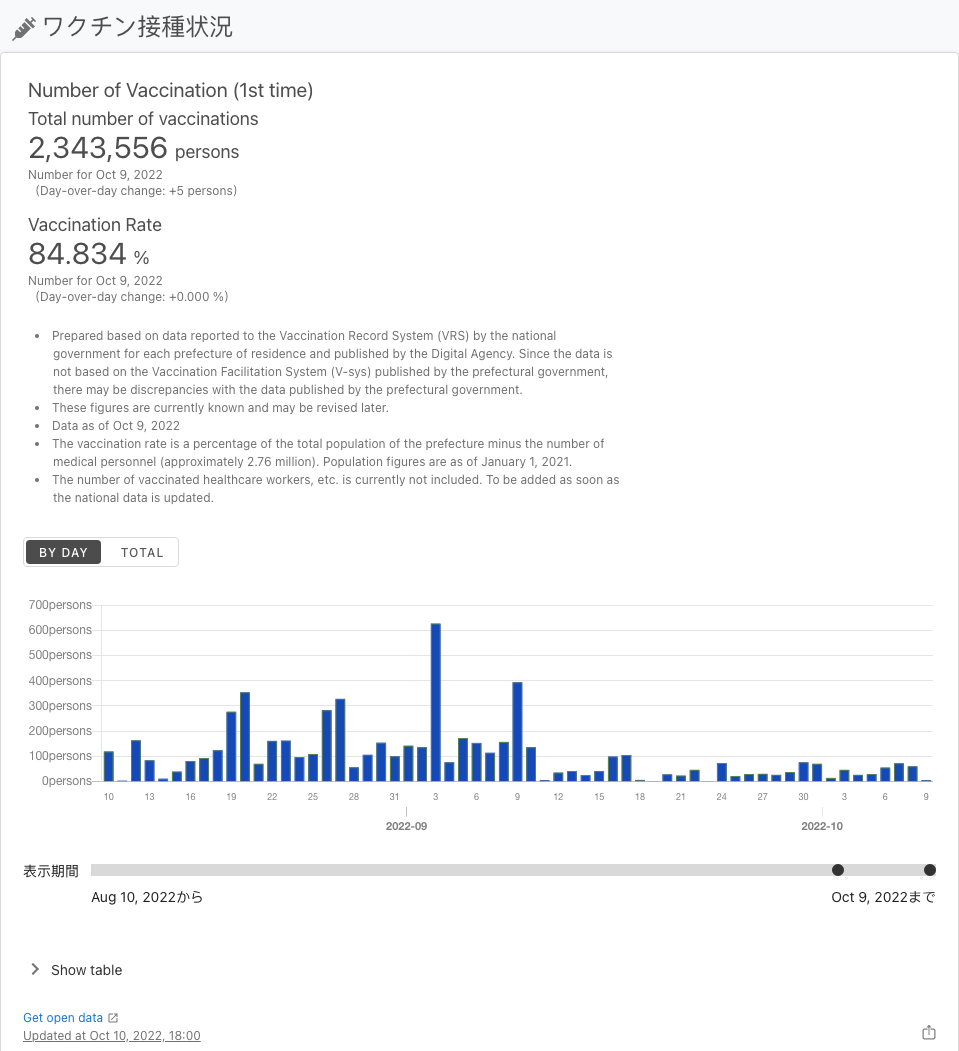 ワクチン接種状況
Number of Vaccination (1st time)
Total number of vaccinations
2,343,556 persons
Number for Oct 9, 2022
(Day-over-day change: +5 persons)
Vaccination Rate
84.834 %
Number for Oct 9, 2022
(Day-over-day change: +0.000 %)
• Prepared based on data reported to the Vaccination Record System (VRS) by the national
government for each prefecture of residence and published by the Digital Agency. Since the data is
not based on the Vaccination Facilitation System (V-sys) published by the prefectural government,
there may be discrepancies with the data published by the prefectural government.
• These figures are currently known and may be revised later.
• Data as of Oct 9, 2022
• The vaccination rate is a percentage of the total population of the prefecture minus the number of
medical personnel (approximately 2.76 million). Population figures are as of January 1, 2021.
• The number of vaccinated healthcare workers, etc. is currently not included. To be added as soon as
the national data is updated.
BY DAY TOTAL
700persons
600persons
500persons
400persons
300persons
200persons
100persons
0persons
10 13 16 19 22 25 28 31 3 6 9 12 15 18 21 24 27 30 3 6 9
2022-09 2022-10
表示期間
Aug 10, 2022から Oct 9, 2022まで
Show table
Get open data
Updated at Oct 10, 2022, 18:00